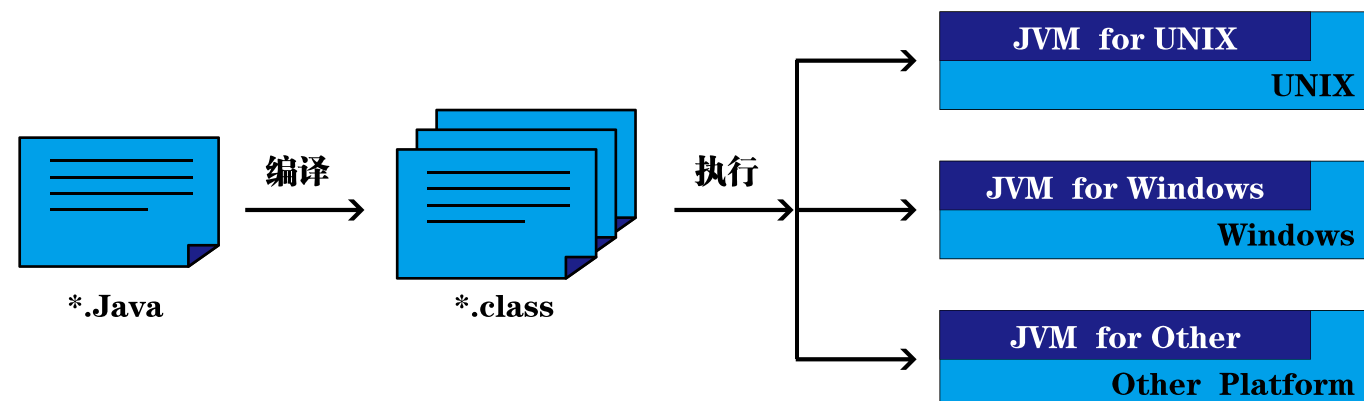 *.Java
编译
*.class
执行
JVM for UNIX
UNIX
JVM for Windows
Windows
JVM for Other
Other Platform